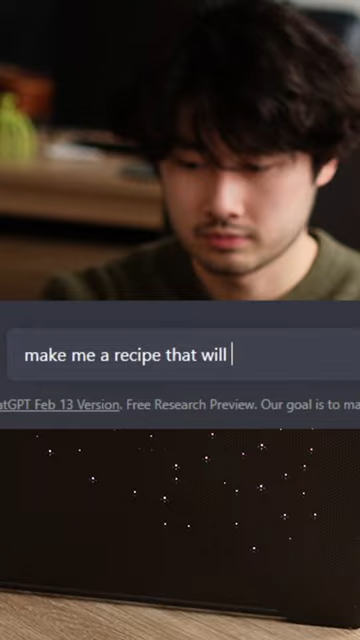 make me a recipe that will
atGPT Feb 13 Version. Free Research Preview. Our goal is to ma